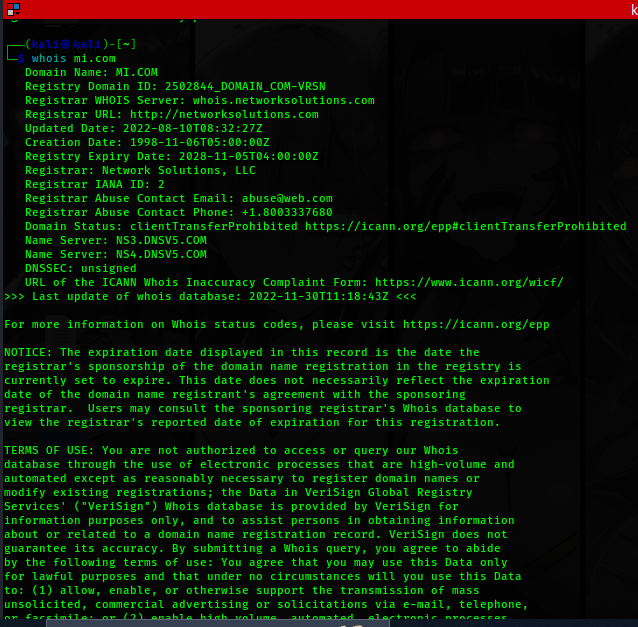 k
┌──(kali㉿kali)-[~]
└─$ whois mi.com
Domain Name: MI.COM
Registry Domain ID: 2502844_DOMAIN_COM-VRSN
Registrar WHOIS Server: whois.networksolutions.com
Registrar URL: http://networksolutions.com
Updated Date: 2022-08-10T08:32:27Z
Creation Date: 1998-11-06T05:00:00Z
Registry Expiry Date: 2028-11-05T04:00:00Z
Registrar: Network Solutions, LLC
Registrar IANA ID: 2
Registrar Abuse Contact Email: abuse@web.com
Registrar Abuse Contact Phone: +1.8003337680
Domain Status: clientTransferProhibited https://icann.org/epp#clientTransferProhibited
Name Server: NS3.DNSV5.COM
Name Server: NS4.DNSV5.COM
DNSSEC: unsigned
URL of the ICANN Whois Inaccuracy Complaint Form: https://www.icann.org/wicf/
>>> Last update of whois database: 2022-11-30T11:18:43Z <<<
For more information on Whois status codes, please visit https://icann.org/epp
NOTICE: The expiration date displayed in this record is the date the
registrar's sponsorship of the domain name registration in the registry is
currently set to expire. This date does not necessarily reflect the expiration
date of the domain name registrant's agreement with the sponsoring
registrar.  Users may consult the sponsoring registrar's Whois database to
view the registrar's reported date of expiration for this registration.
TERMS OF USE: You are not authorized to access or query our Whois
database through the use of electronic processes that are high-volume and
automated except as reasonably necessary to register domain names or
modify existing registrations; the Data in VeriSign Global Registry
Services' ("VeriSign") Whois database is provided by VeriSign for
information purposes only, and to assist persons in obtaining information
about or related to a domain name registration record. VeriSign does not
guarantee its accuracy. By submitting a Whois query, you agree to abide
by the following terms of use: You agree that you may use this Data only
for lawful purposes and that under no circumstances will you use this Data
to: (1) allow, enable, or otherwise support the transmission of mass
unsolicited, commercial advertising or solicitations via e-mail, telephone,
or facsimile; or (2) enable high volume, automated, electronic processes